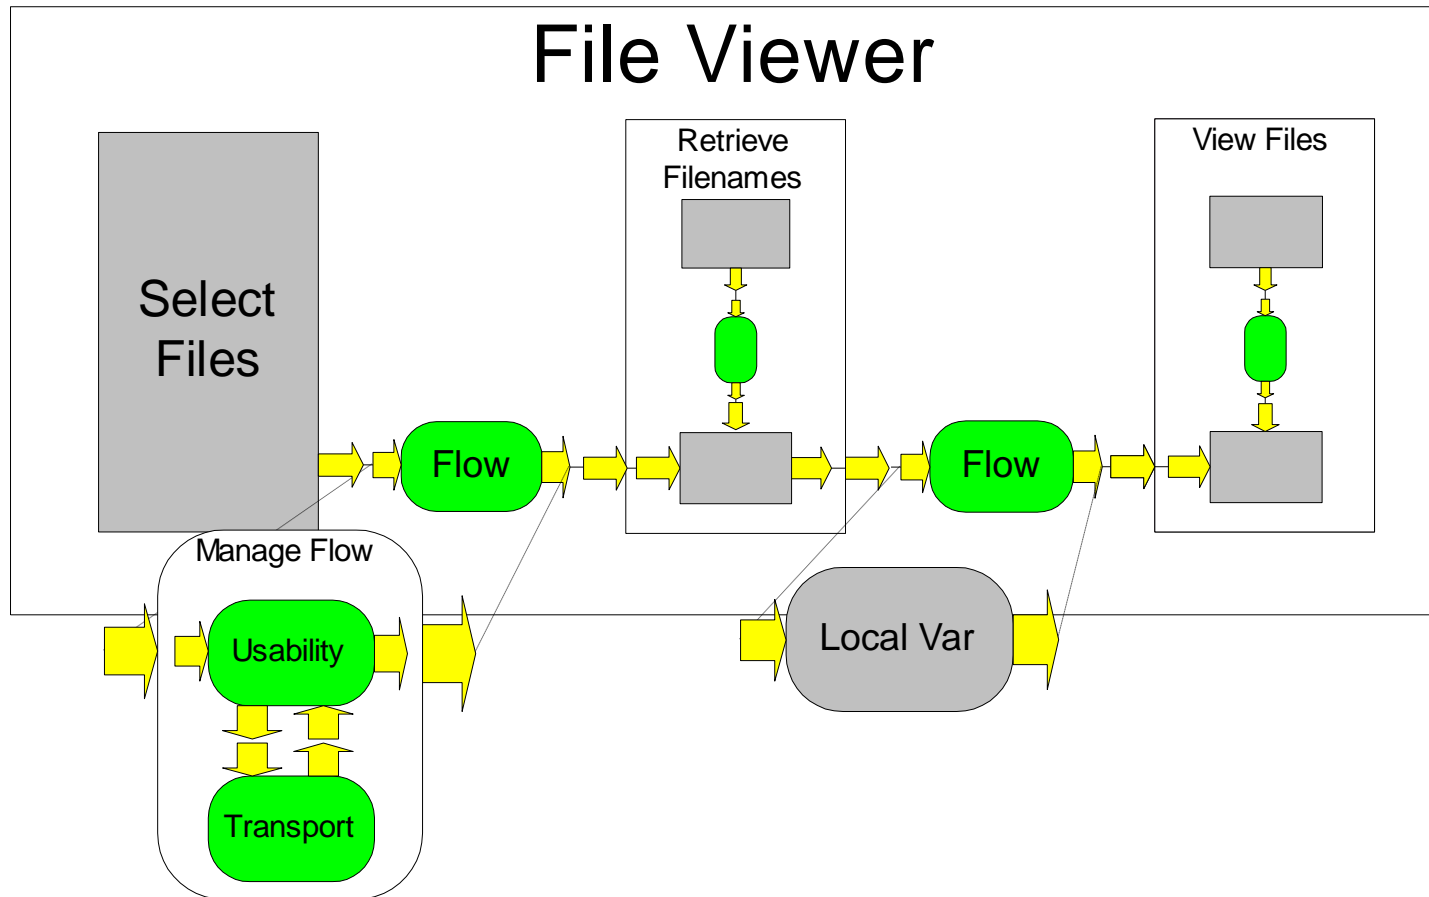 File Viewer
Select
Files
Retrieve
Filenames
View Files
Flow
Flow
Manage Flow
Usability
Transport
Local Var